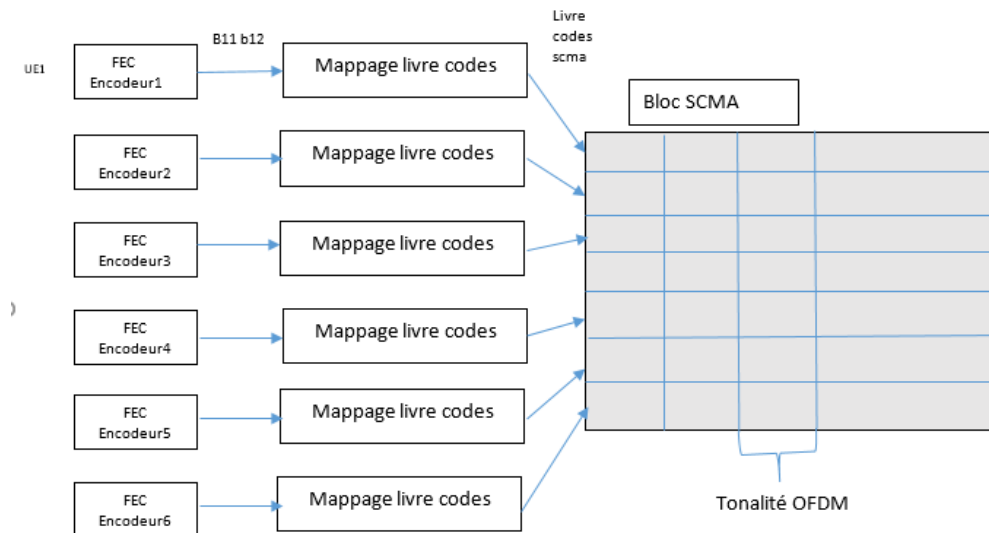 UE1
FEC
Encodeur1
B11 b12
Mappage livre codes
Livre
codes
scma
Bloc SCMA
FEC
Encodeur2
Mappage livre codes
FEC
Encodeur3
Mappage livre codes
FEC
Encodeur4
Mappage livre codes
FEC
Encodeur5
Mappage livre codes
FEC
Encodeur6
Mappage livre codes
Tonalité OFDM